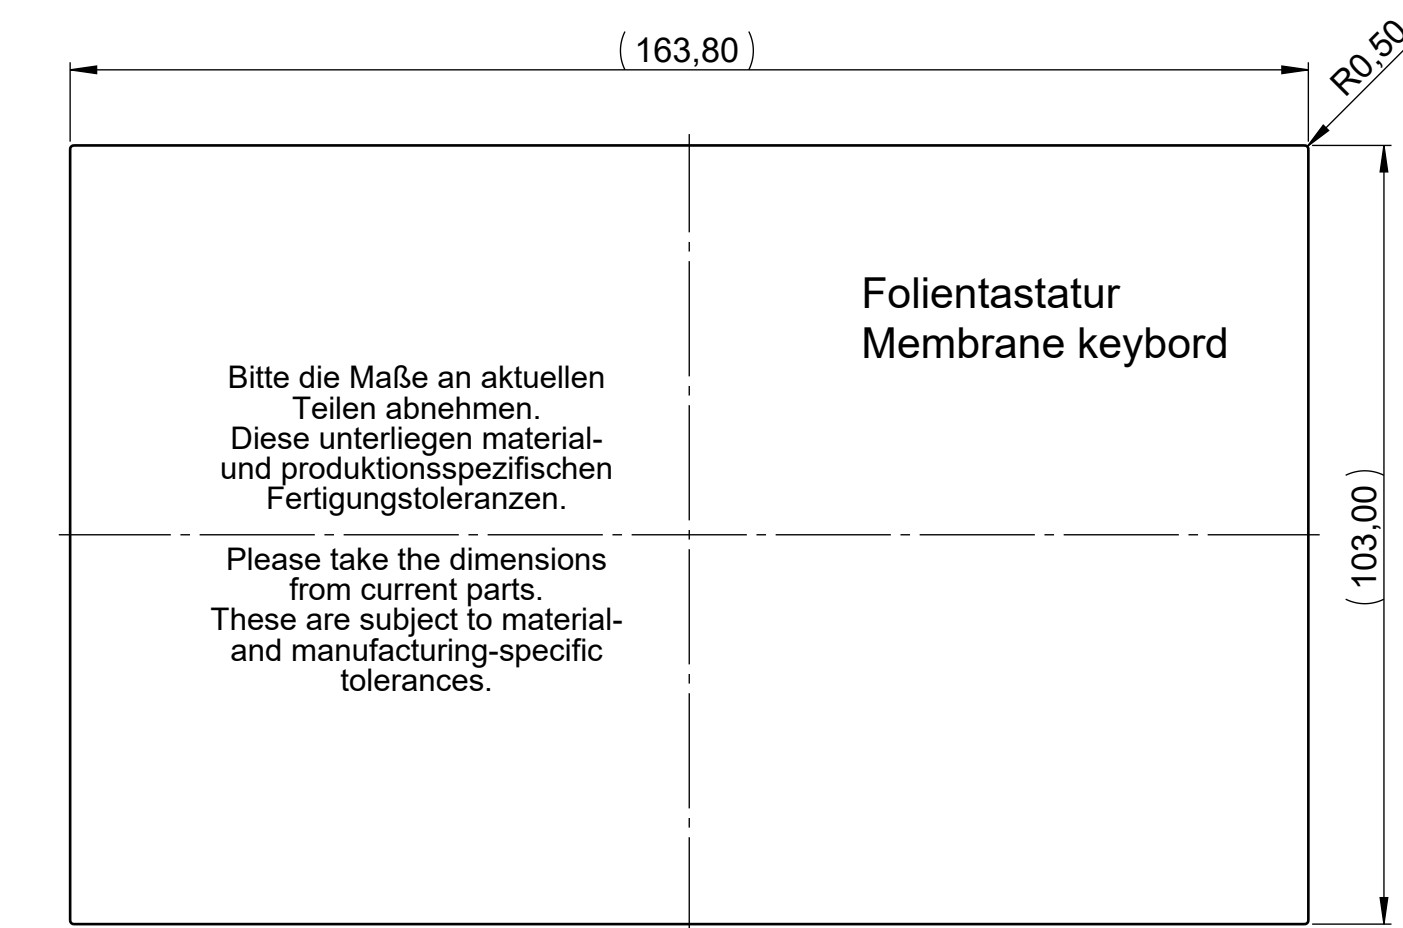 ( 163,80 )
R0,50
Folientastatur
Membrane keybord
Bitte die Maße an aktuellen
Teilen abnehmen.
Diese unterliegen material-
und produktionsspezifischen
Fertigungstoleranzen.
Please take the dimensions
from current parts.
These are subject to material-
and manufacturing-specific
tolerances.
( 103,00 )